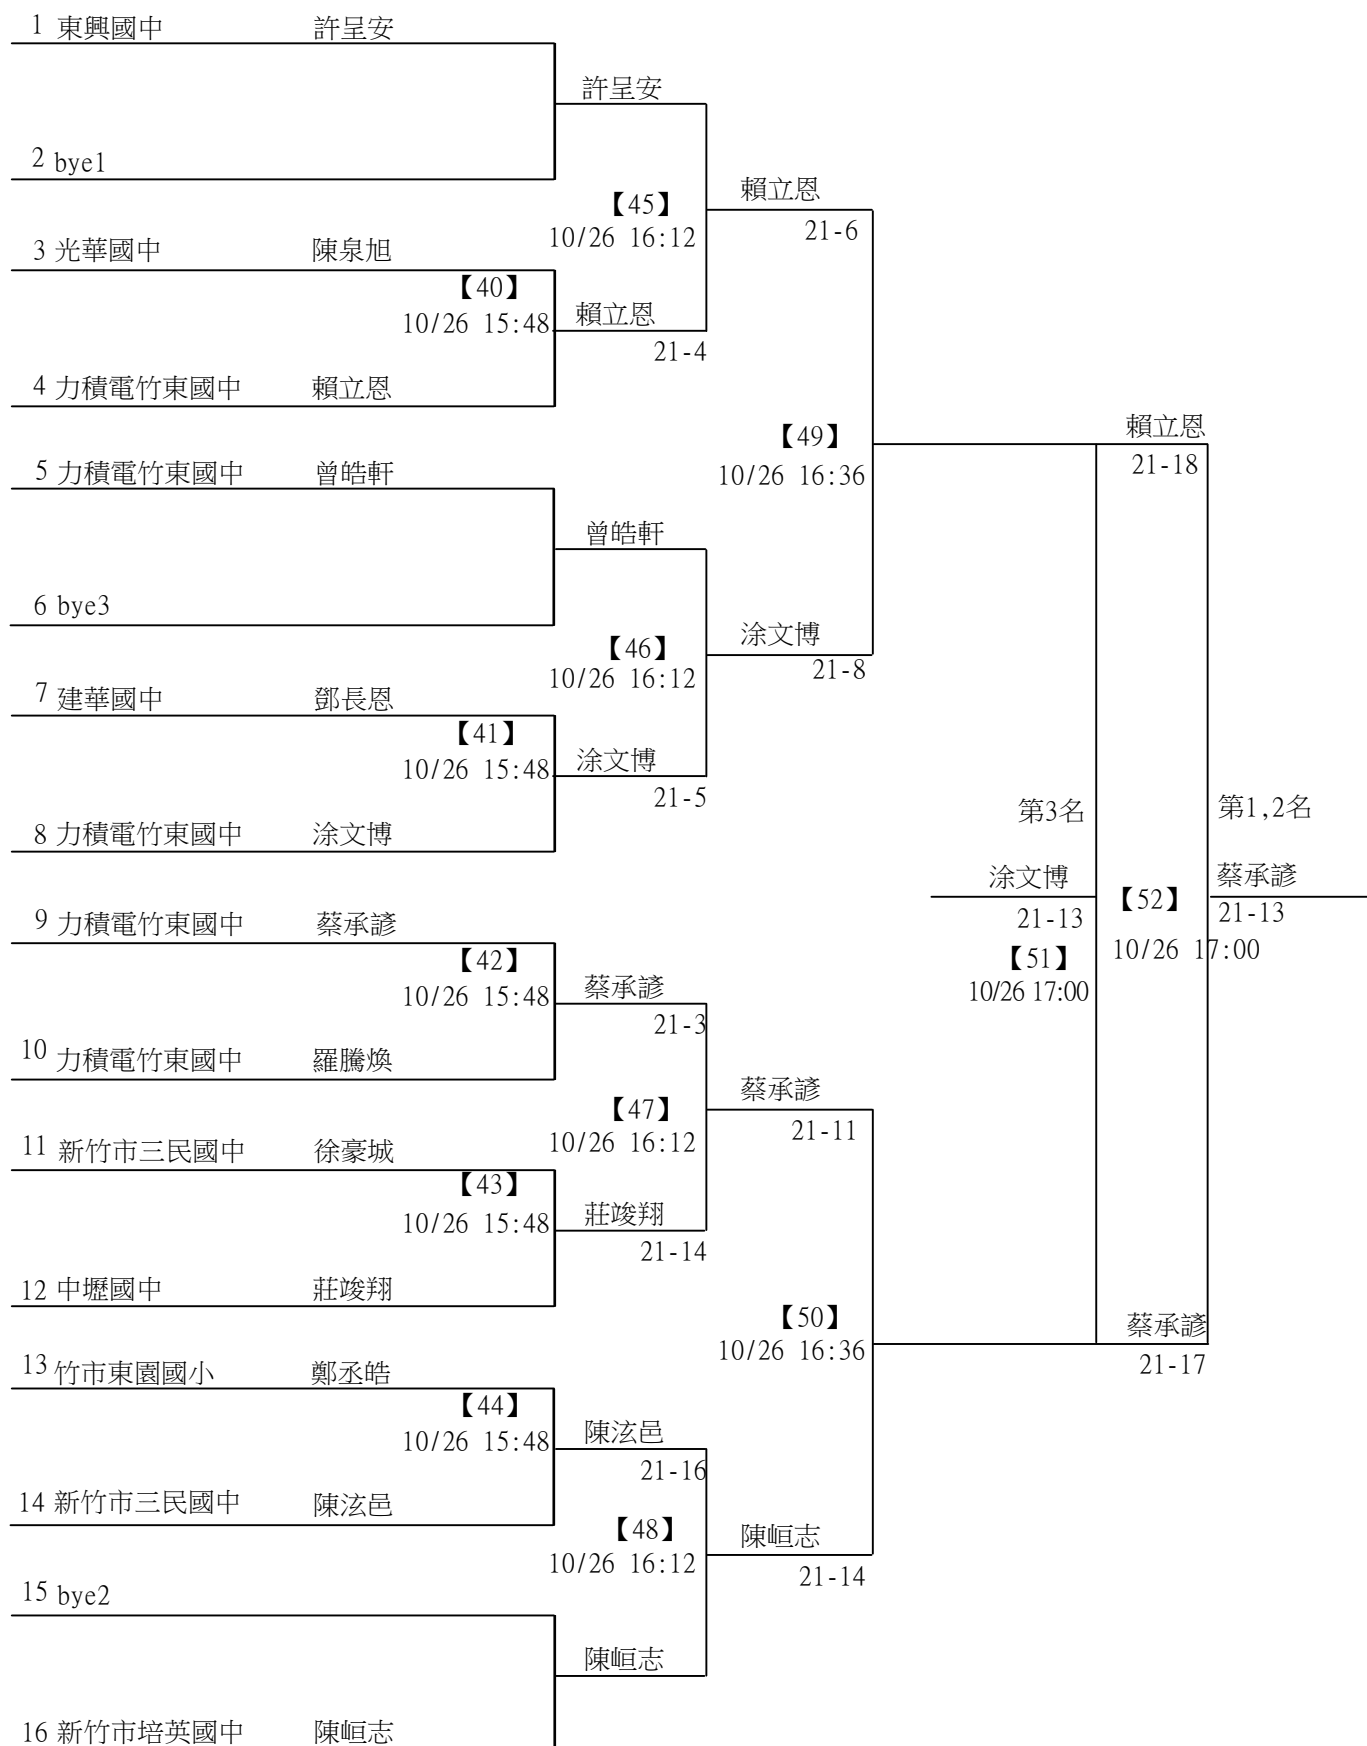 1 東興國中 許呈安
許呈安
2 bye1
【45】
10/26 16:12
賴立恩
21-6
3 光華國中 陳泉旭
【40】
10/26 15:48
賴立恩
21-4
4 力積電竹東國中 賴立恩
【49】
10/26 16:36
賴立恩
21-18
5 力積電竹東國中 曾皓軒
曾皓軒
6 bye3
【46】
10/26 16:12
涂文博
21-8
7 建華國中 鄧長恩
【41】
10/26 15:48
涂文博
21-5
8 力積電竹東國中 涂文博
第3名
第1,2名
涂文博
21-13
【51】
10/26 17:00
【52】
10/26 17:00
蔡承諺
21-13
9 力積電竹東國中 蔡承諺
【42】
10/26 15:48
蔡承諺
21-3
10 力積電竹東國中 羅騰煥
【47】
10/26 16:12
蔡承諺
21-11
11 新竹市三民國中 徐豪城
【43】
10/26 15:48
莊竣翔
21-14
12 中壢國中 莊竣翔
【50】
10/26 16:36
蔡承諺
21-17
13 竹市東園國小 鄭丞皓
【44】
10/26 15:48
陳泫邑
21-16
14 新竹市三民國中 陳泫邑
【48】
10/26 16:12
陳峘志
21-14
15 bye2
陳峘志
16 新竹市培英國中 陳峘志